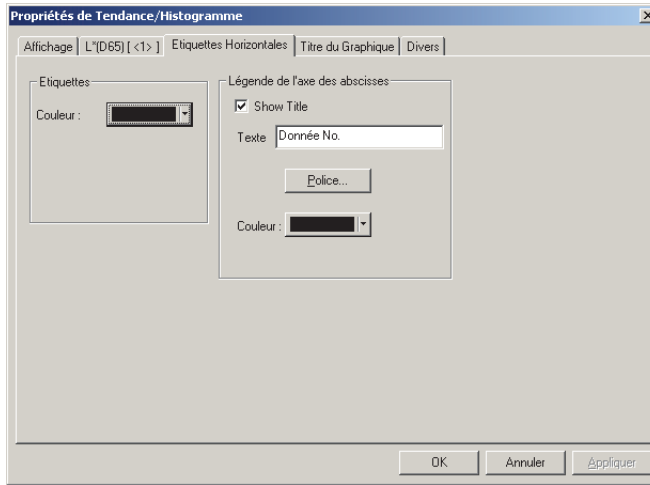 Propriétés de Tendance/Histogramme
Affichage L*(D65) [ <1> ] Etiquettes Horizontales Titre du Graphique Divers
Etiquettes
Couleur :
Légende de l'axe des abscisses
Show Title
Texte Donnée No.
Police...
Couleur :
OK Annuler Appliquer